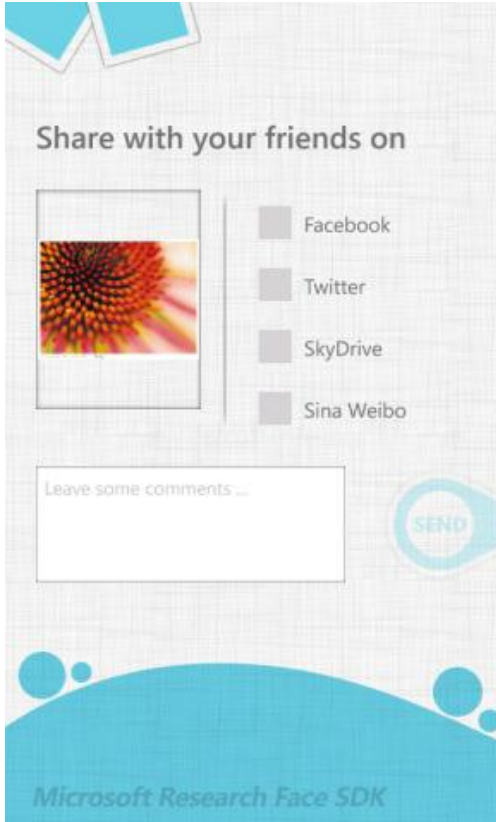 Share with your friends on
Facebook
Twitter
SkyDrive
Sina Weibo
Leave some comments ...
SEND
Microsoft Research Face SDK